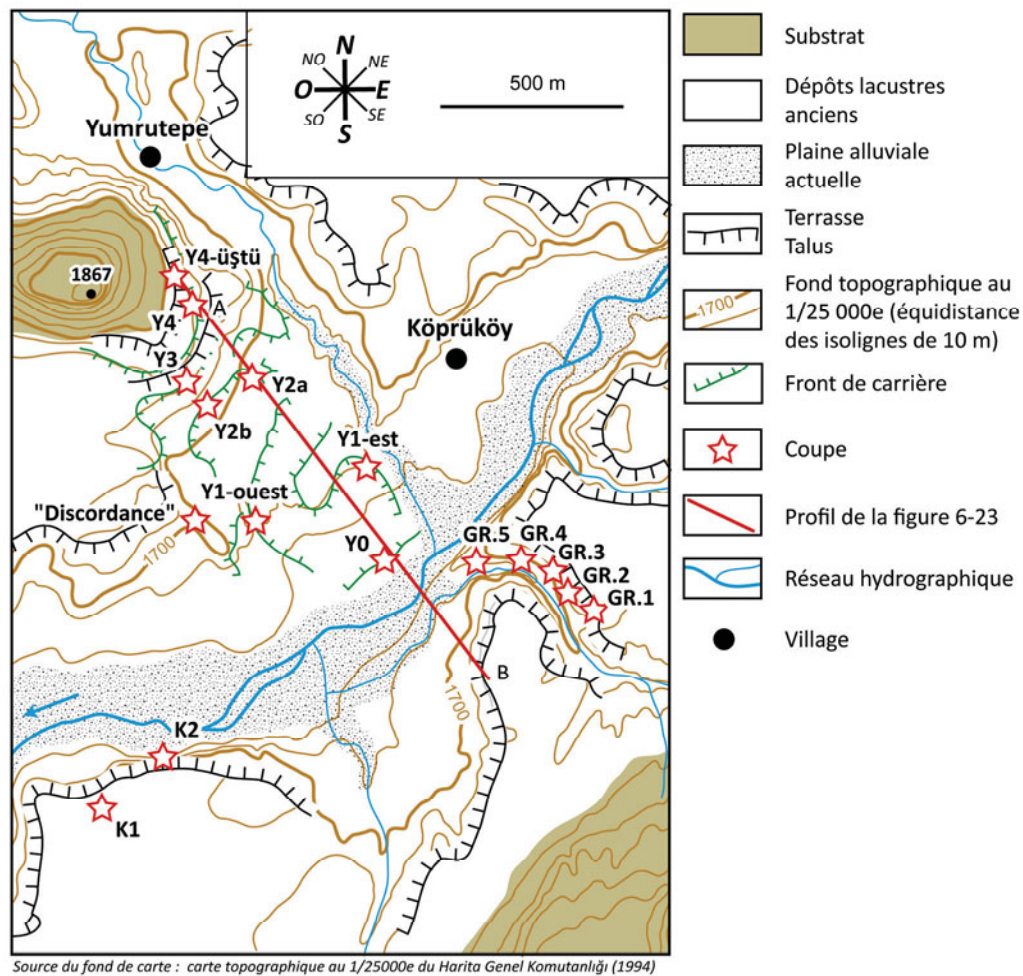 N
NO
NE
O
E
SO
SE
S
500 m
Yumrutepe
Y4-üştü
1867
A
Y4
Köprüköy
Y3
Y2a
Y2b
Y1-est
Y1-ouest
"Discordance"
1700
Y0
GR.5
GR.4
GR.3
GR.2
GR.1
B
1700
K2
K1
Substrat
Dépôts lacustres
anciens
Plaine alluviale
actuelle
Terrasse
Talus
1700
Fond topographique au
1/25 000e (équidistance
des isolignes de 10 m)
Front de carrière
Coupe
Profil de la figure 6-23
Réseau hydrographique
Village
Source du fond de carte : carte topographique au 1/25000e du Harita Genel Komutanlığı (1994)